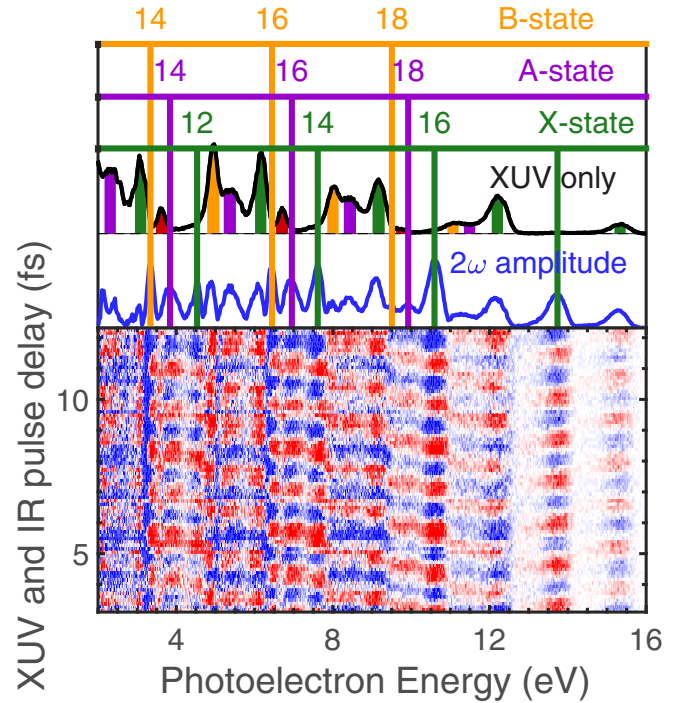 14 16 18 B-state
14 16 18 A-state
12 14 16 X-state
XUV only
2ω amplitude
XUV and IR pulse delay (fs)
10
5
4 8 12 16
Photoelectron Energy (eV)